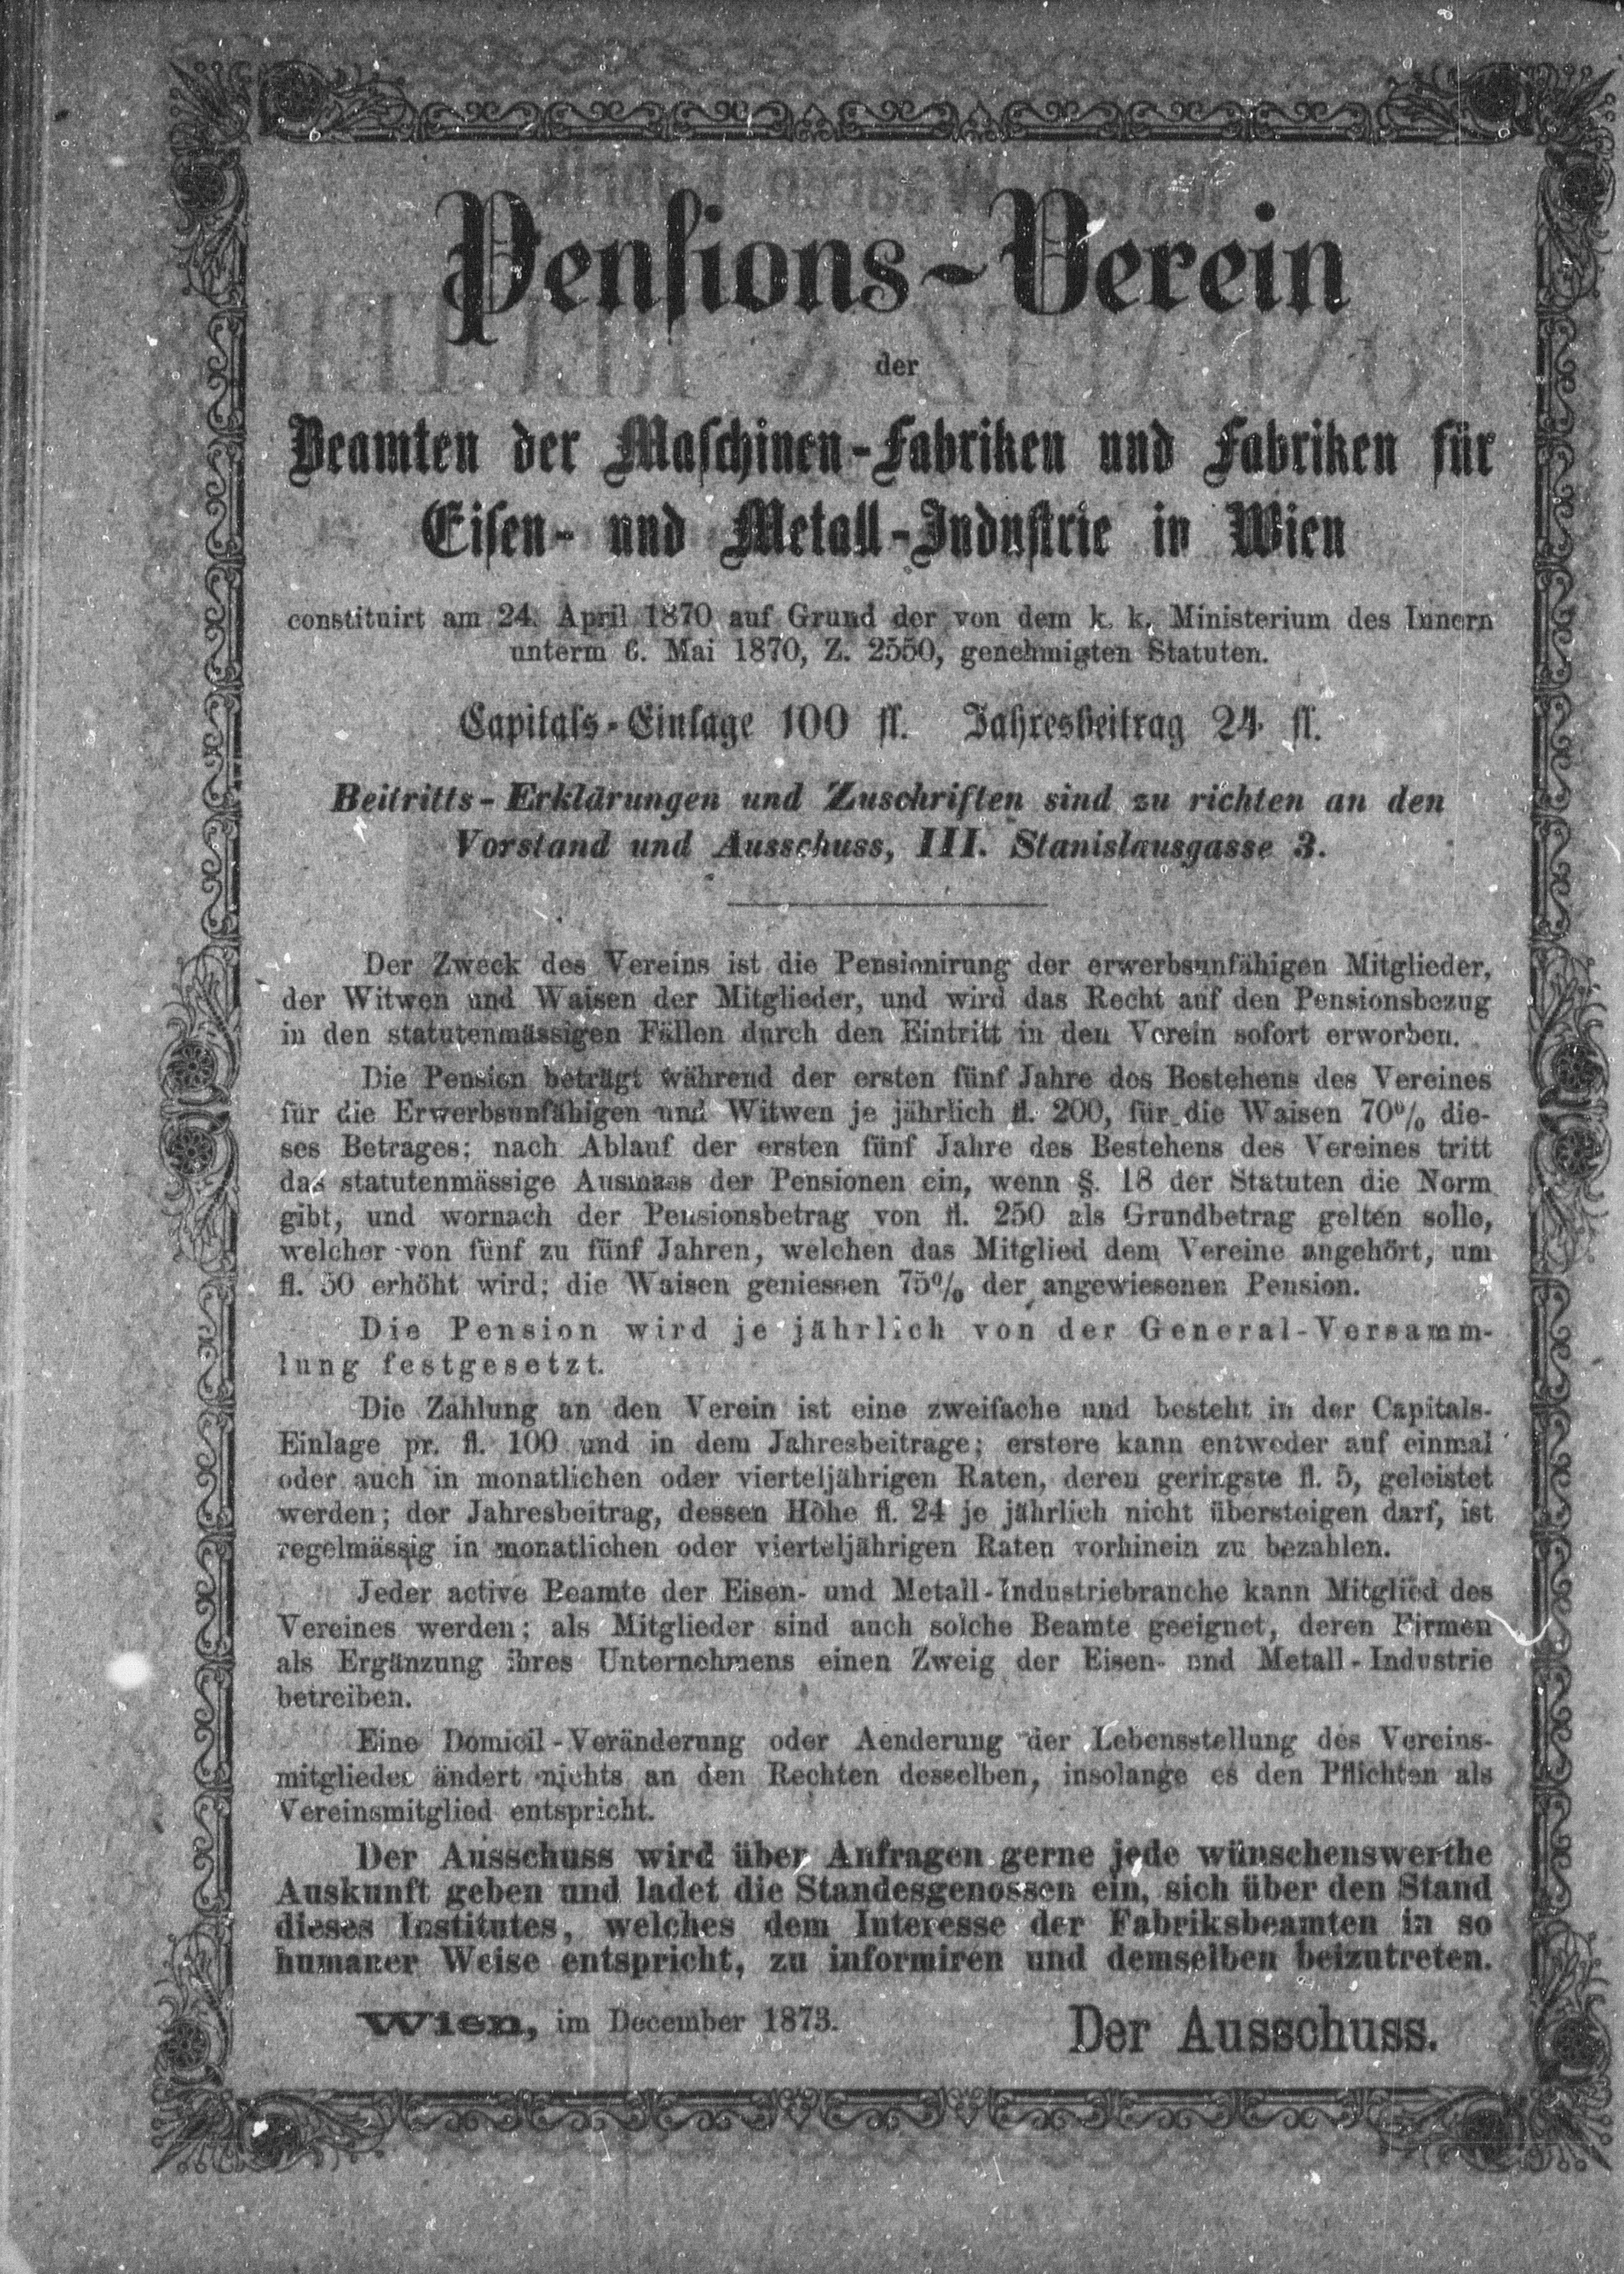 Pensions-Verein
der
Beamten der Maschinen-Fabriken und Fabriken für
Eisen- und Metall-Industrie in Wien
constituirt am 24. April 1870 auf Grund der von dem k. k. Ministerium des Innern
unterm 6. Mai 1870, Z. 2550, genehmigten Statuten.
Capitals-Einlage 100 fl. Jahresbeitrag 24 fl.
Beitritts-Erklärungen und Zuschriften sind zu richten an den
Vorstand und Ausschuss, III. Stanislausgasse 3.
Der Zweck des Vereins ist die Pensionirung der erwerbsunfähigen Mitglieder,
der Witwen und Waisen der Mitglieder, und wird das Recht auf den Pensionsbezug
in den statutenmässigen Fällen durch den Eintritt in den Verein sofort erworben.
Die Pension beträgt während der ersten fünf Jahre des Bestehens des Vereines
für die Erwerbsunfähigen und Witwen je jährlich fl. 200, für die Waisen 70% die-
ses Betrages; nach Ablauf der ersten fünf Jahre des Bestehens des Vereines tritt
das statutenmässige Ausmass der Pensionen ein, wenn §. 18 der Statuten die Norm
gibt, und wornach der Pensionsbetrag von fl. 250 als Grundbetrag gelten solle,
welcher von fünf zu fünf Jahren, welchen das Mitglied dem Vereine angehört, um
fl. 50 erhöht wird; die Waisen geniessen 75% der angewiesenen Pension.
Die Pension wird je jährlich von der General-Versamm-
lung festgesetzt.
Die Zahlung an den Verein ist eine zweifache und besteht in der Capitals-
Einlage pr. fl. 100 und in dem Jahresbeitrage; erstere kann entweder auf einmal
oder auch in monatlichen oder vierteljährigen Raten, deren geringste fl. 5, geleistet
werden; der Jahresbeitrag, dessen Höhe fl. 24 je jährlich nicht übersteigen darf, ist
regelmässig in monatlichen oder vierteljährigen Raten vorhinein zu bezahlen.
Jeder active Beamte der Eisen- und Metall-Industriebranche kann Mitglied des
Vereines werden; als Mitglieder sind auch solche Beamte geeignet, deren Firmen
als Ergänzung ihres Unternehmens einen Zweig der Eisen- und Metall-Industrie
betreiben.
Eine Domicil-Veränderung oder Aenderung der Lebensstellung des Vereins-
mitgliedes ändert nichts an den Rechten desselben, insolange es den Pflichten als
Vereinsmitglied entspricht.
Der Ausschuss wird über Anfragen gerne jede wünschenswerthe
Auskunft geben und ladet die Standesgenossen ein, sich über den Stand
dieses Institutes, welches dem Interesse der Fabriksbeamten in so
humaner Weise entspricht, zu informiren und demselben beizutreten.
Wien, im December 1873.
Der Ausschuss.